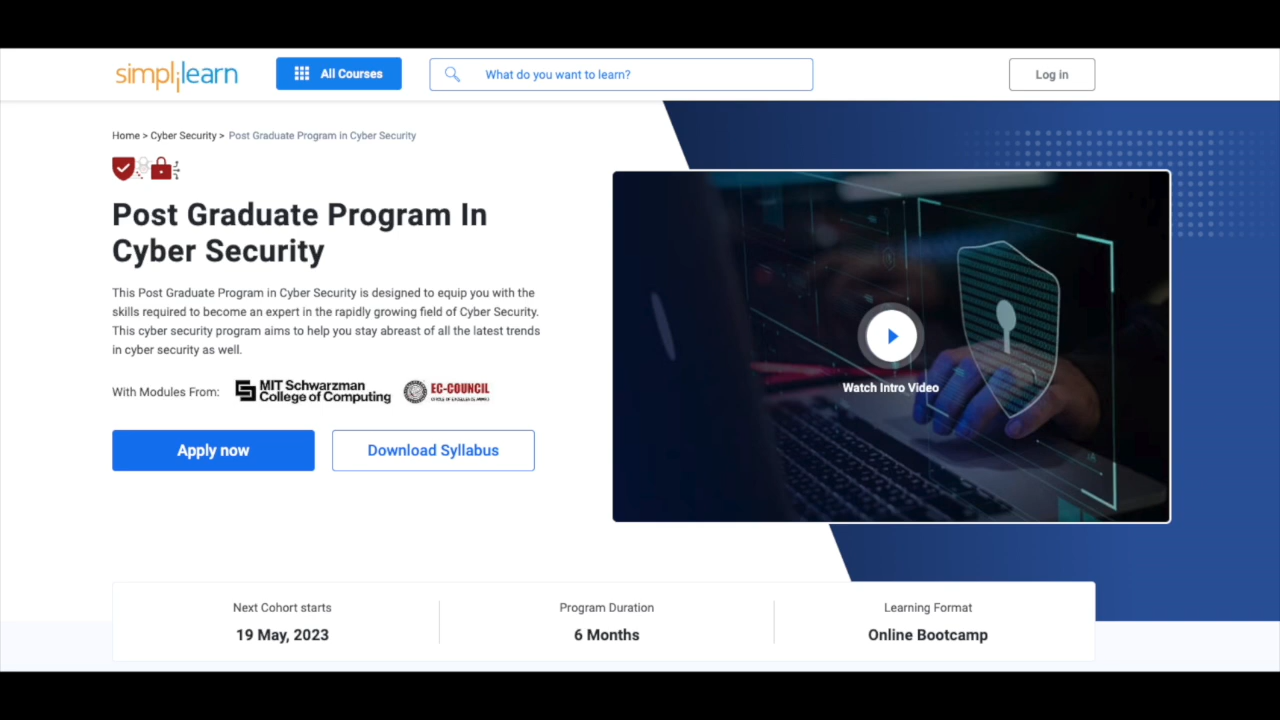 simplilearn
All Courses
What do you want to learn?
Log in
Home > Cyber Security > Post Graduate Program in Cyber Security
Post Graduate Program In
Cyber Security
This Post Graduate Program in Cyber Security is designed to equip you with the
skills required to become an expert in the rapidly growing field of Cyber Security.
This cyber security program aims to help you stay abreast of all the latest trends
in cyber security as well.
With Modules From:
MIT Schwarzman
College of Computing
EC-COUNCIL
Apply now
Download Syllabus
Watch Intro Video
Next Cohort starts
19 May, 2023
Program Duration
6 Months
Learning Format
Online Bootcamp